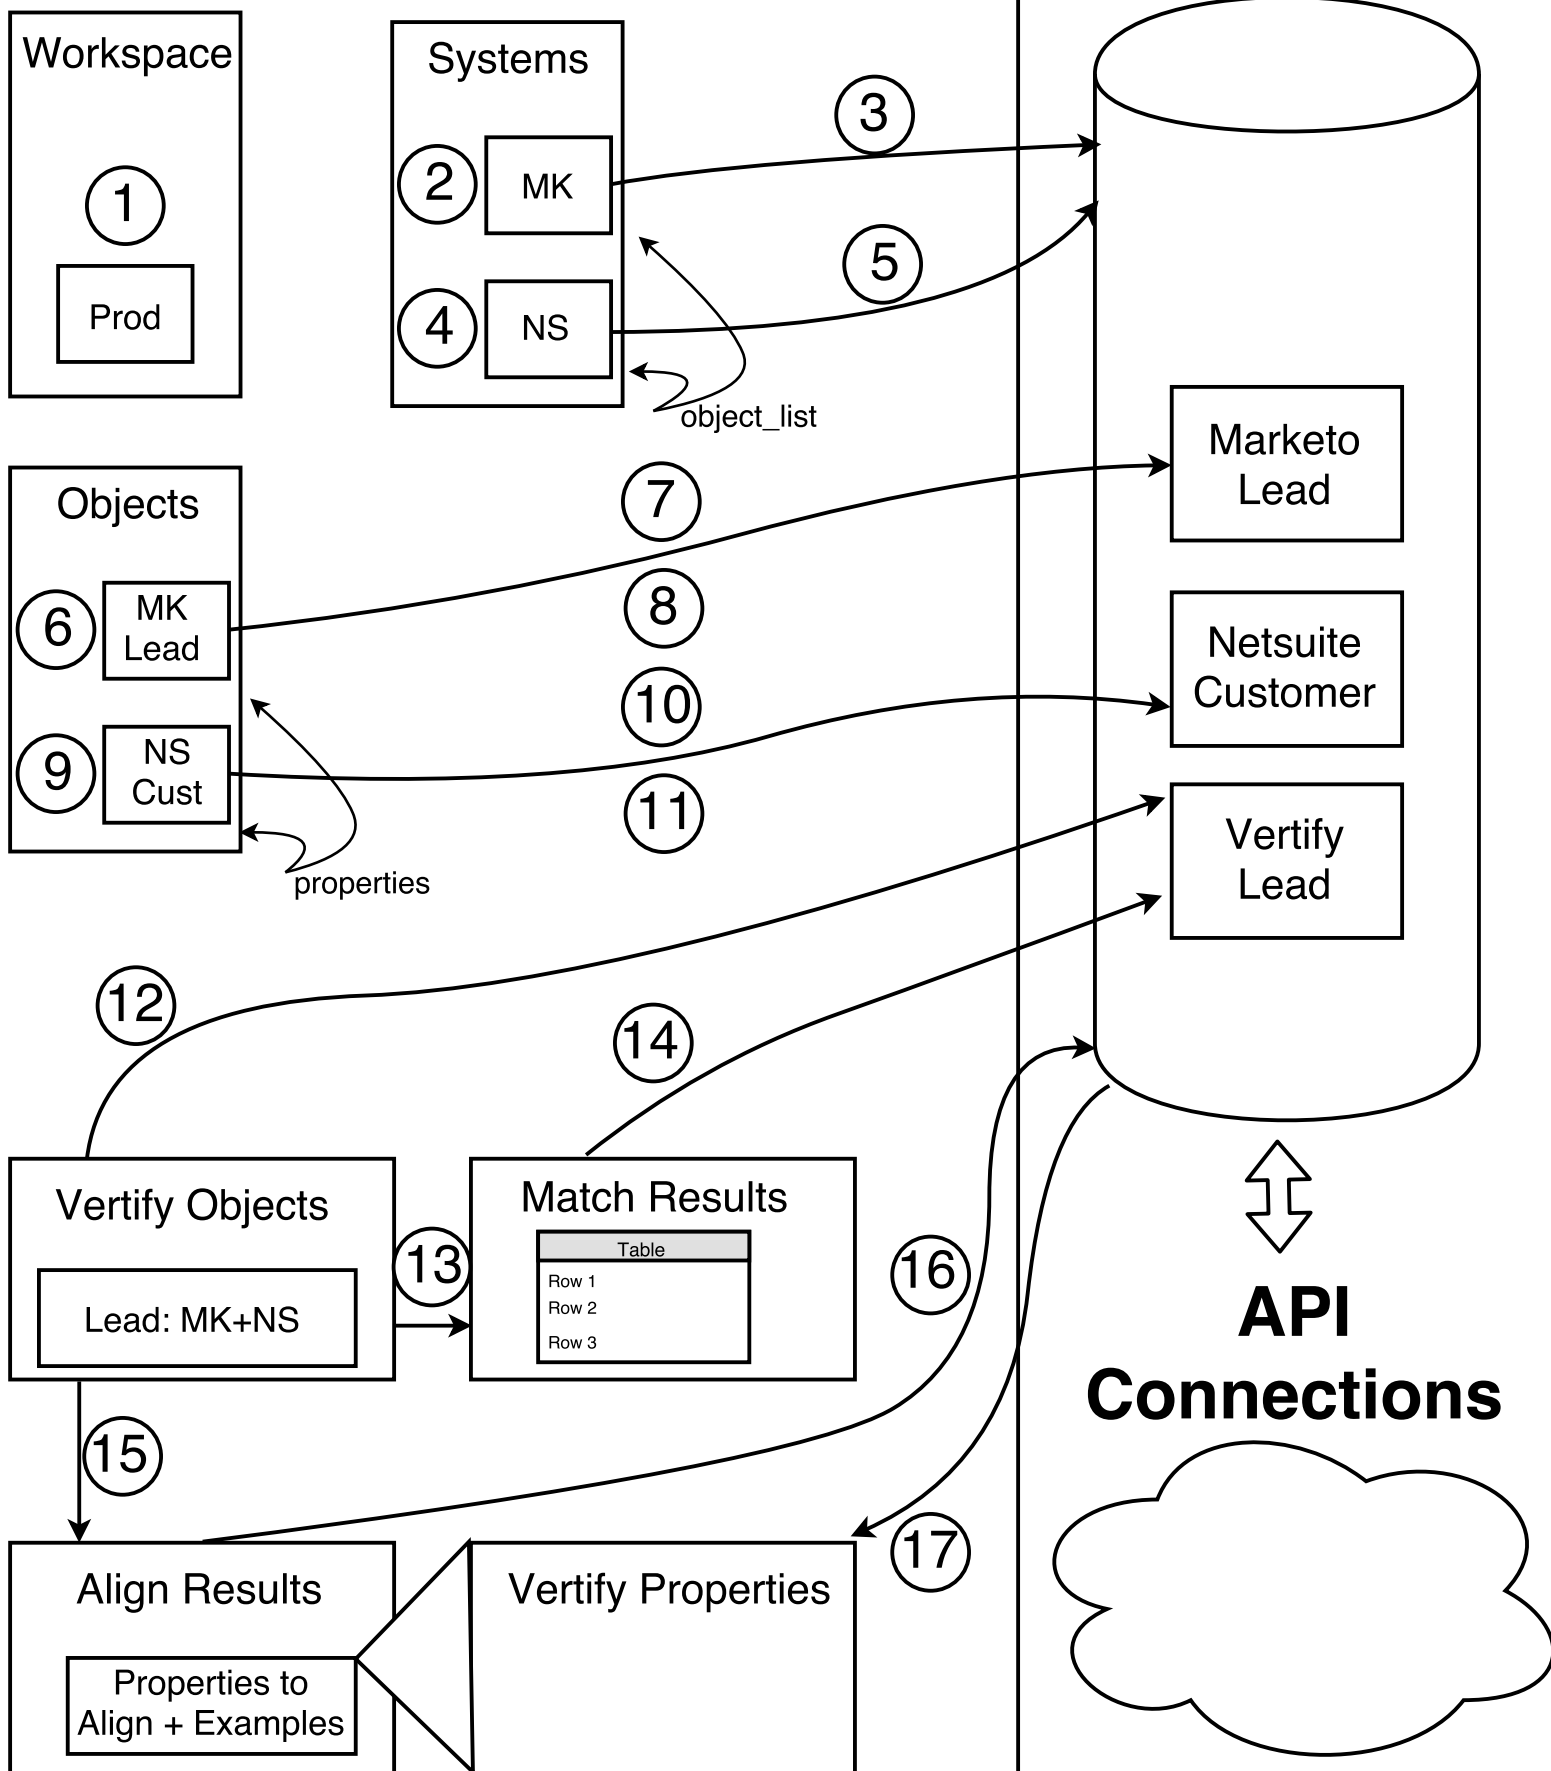 Workspace
1
Prod
Systems
2
MK
4
NS
3
5
object_list
Objects
6
MK
Lead
9
NS
Cust
properties
7
8
10
11
Marketo
Lead
Netsuite
Customer
Vertify
Lead
12
14
Vertify Objects
Lead: MK+NS
13
Match Results
Table
Row 1
Row 2
Row 3
16
API
Connections
15
17
Align Results
Properties to
Align + Examples
Vertify Properties